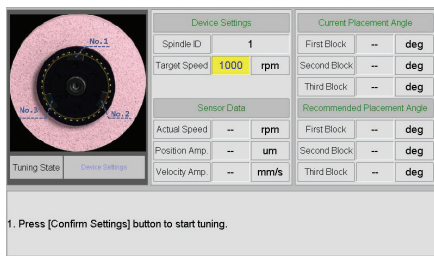 No.1
No.3
No.2
Tuning State Device Settings
Device Settings
Spindle ID 1
Target Speed 1000 rpm
Sensor Data
Actual Speed -- rpm
Position Amp. -- um
Velocity Amp. -- mm/s
Current Placement Angle
First Block -- deg
Second Block -- deg
Third Block -- deg
Recommended Placement Angle
First Block -- deg
Second Block -- deg
Third Block -- deg
1. Press [Confirm Settings] button to start tuning.